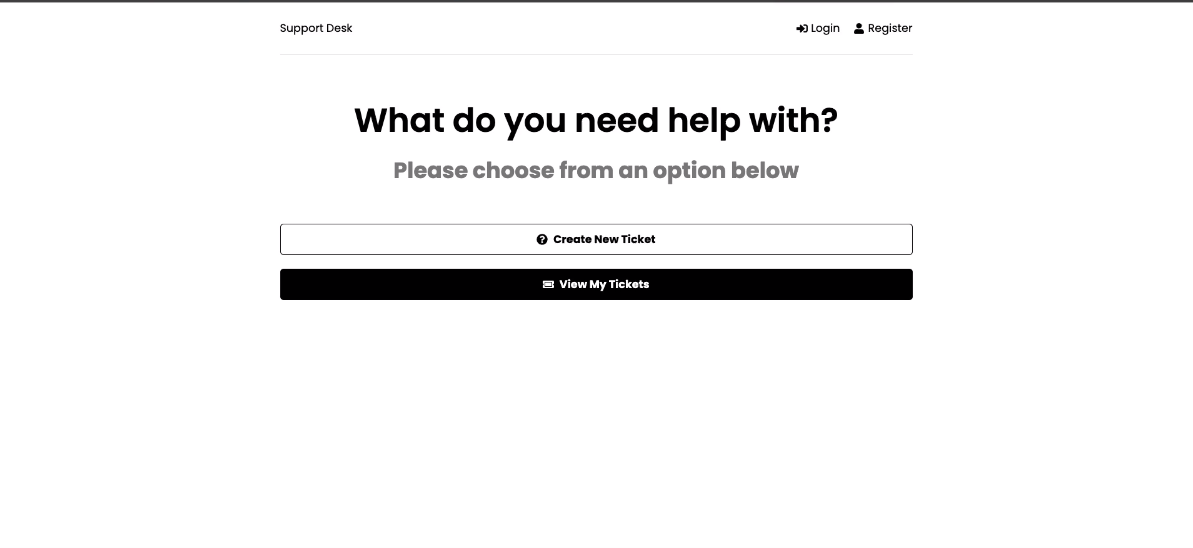 Support Desk
Login
Register
What do you need help with?
Please choose from an option below
Create New Ticket
View My Tickets